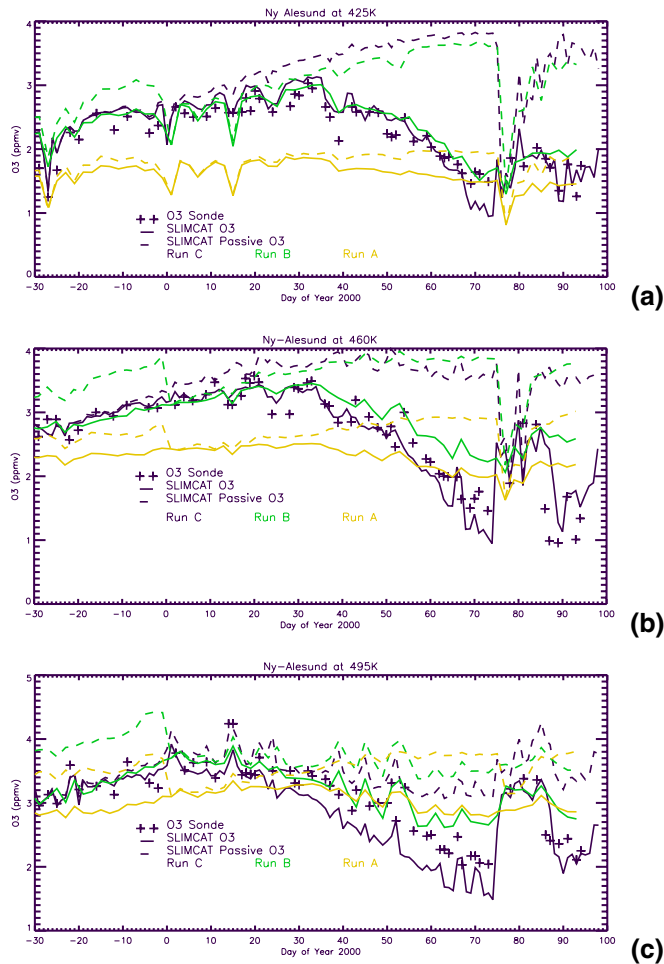 Ny Alesund at 425K
4
3
2
1
0
O3 (ppmv)
++ O3 Sonde
— SLIMCAT O3
– SLIMCAT Passive O3
Run C Run B Run A
-30 -20 -10 0 10 20 30 40 50 60 70 80 90 100
Day of Year 2000
(a)
Ny-Alesund at 460K
4
3
2
1
0
O3 (ppmv)
++ O3 Sonde
— SLIMCAT O3
– SLIMCAT Passive O3
Run C Run B Run A
-30 -20 -10 0 10 20 30 40 50 60 70 80 90 100
Day of Year 2000
(b)
Ny-Alesund at 495K
5
4
3
2
1
O3 (ppmv)
++ O3 Sonde
— SLIMCAT O3
– SLIMCAT Passive O3
Run C Run B Run A
-30 -20 -10 0 10 20 30 40 50 60 70 80 90 100
Day of Year 2000
(c)